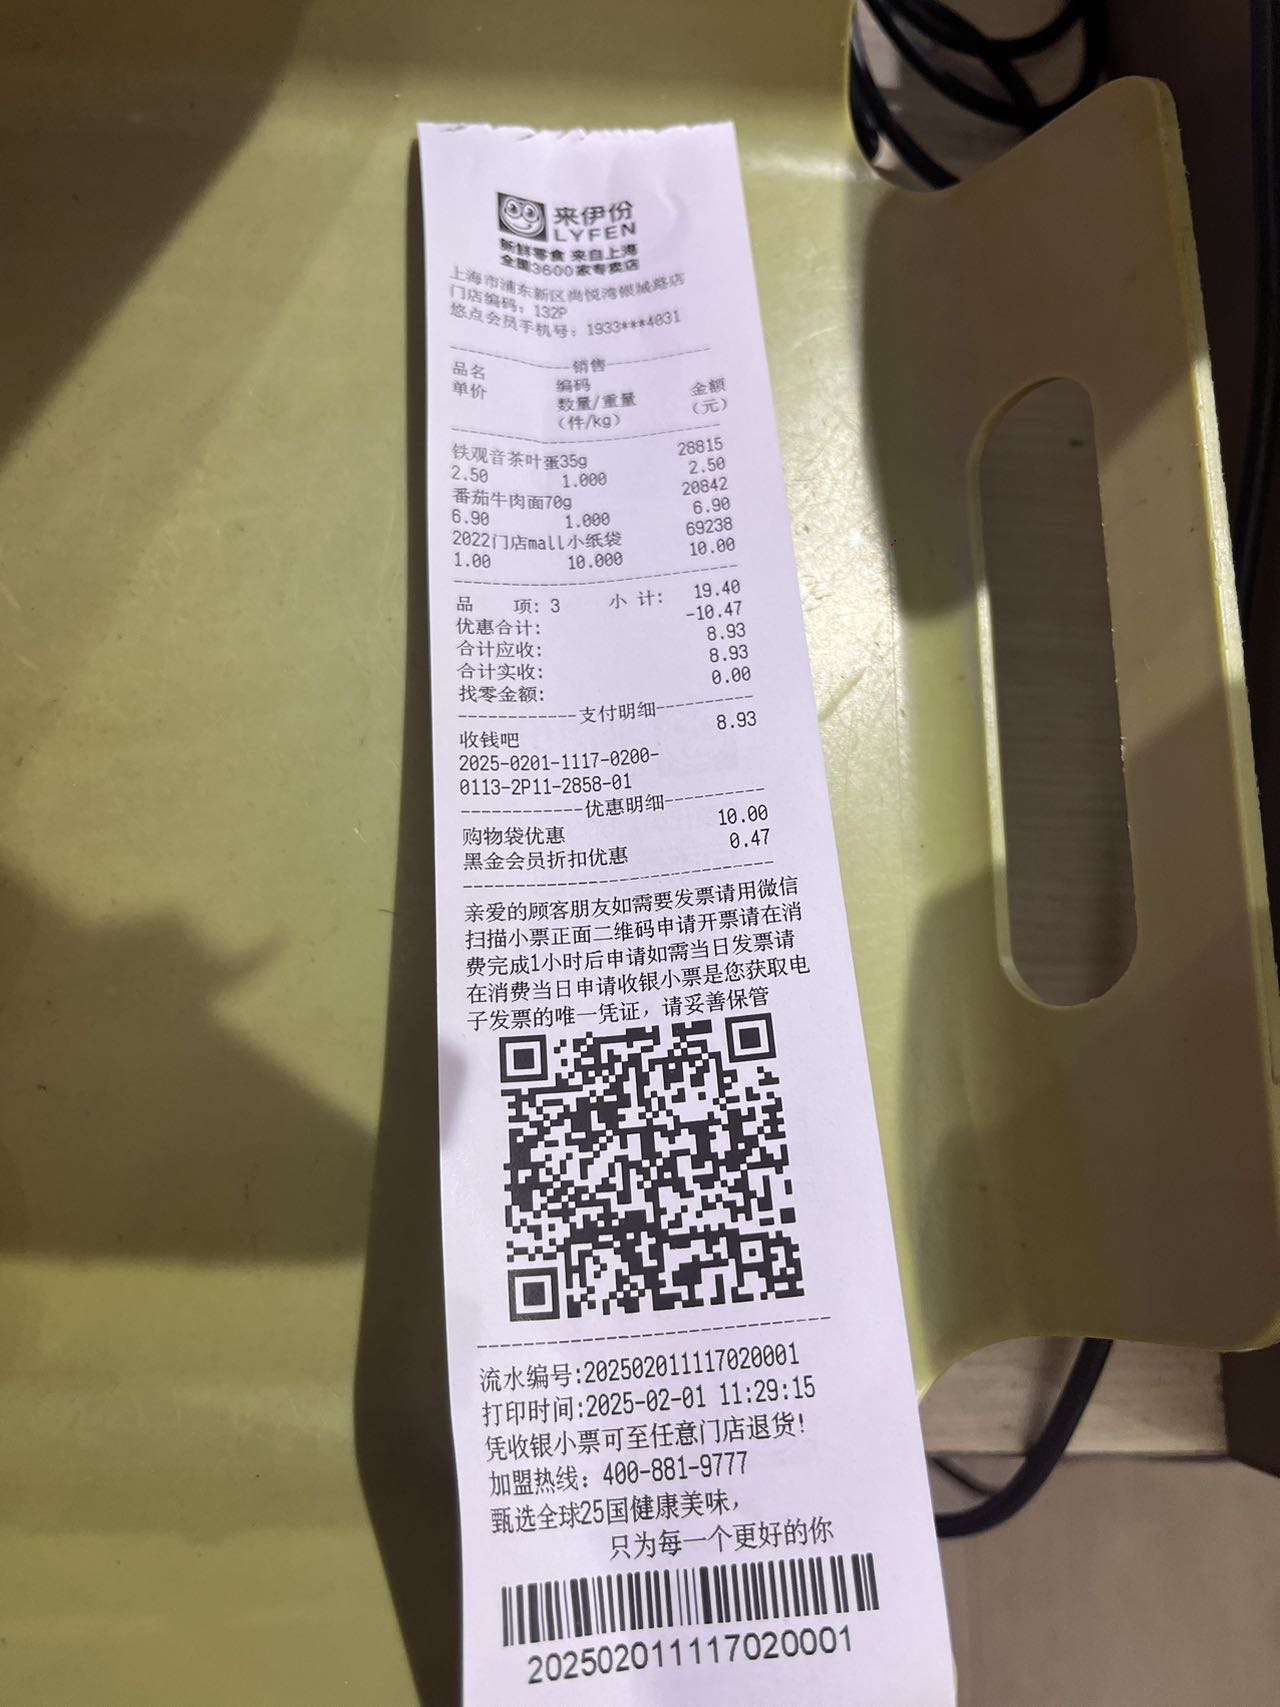 来伊份
LYFEN
新鲜零食 来自上海
全国3600家专卖店
上海市浦东新区尚悦湾银城路店
门店编码：132P
悠点会员手机号：1933***4031
------------销售------------
品名 编码 金额
单价 数量/重量 （元）
（件/kg）
铁观音茶叶蛋35g 28815
2.50 1.000 2.50
番茄牛肉面70g 20842
6.90 1.000 6.90
2022门店mall小纸袋 69238
1.00 10.000 10.00
品 项: 3 小 计: 19.40
优惠合计: -10.47
合计应收: 8.93
合计实收: 8.93
找零金额: 0.00
------------支付明细------------
收钱吧 8.93
2025-0201-1117-0200-
0113-2P11-2858-01
------------优惠明细------------
购物袋优惠 10.00
黑金会员折扣优惠 0.47
亲爱的顾客朋友如需要发票请用微信
扫描小票正面二维码申请开票请在消
费完成1小时后申请如需当日发票请
在消费当日申请收银小票是您获取电
子发票的唯一凭证，请妥善保管
流水编号:202502011117020001
打印时间:2025-02-01 11:29:15
凭收银小票可至任意门店退货!
加盟热线: 400-881-9777
甄选全球25国健康美味，
只为每一个更好的你
202502011117020001